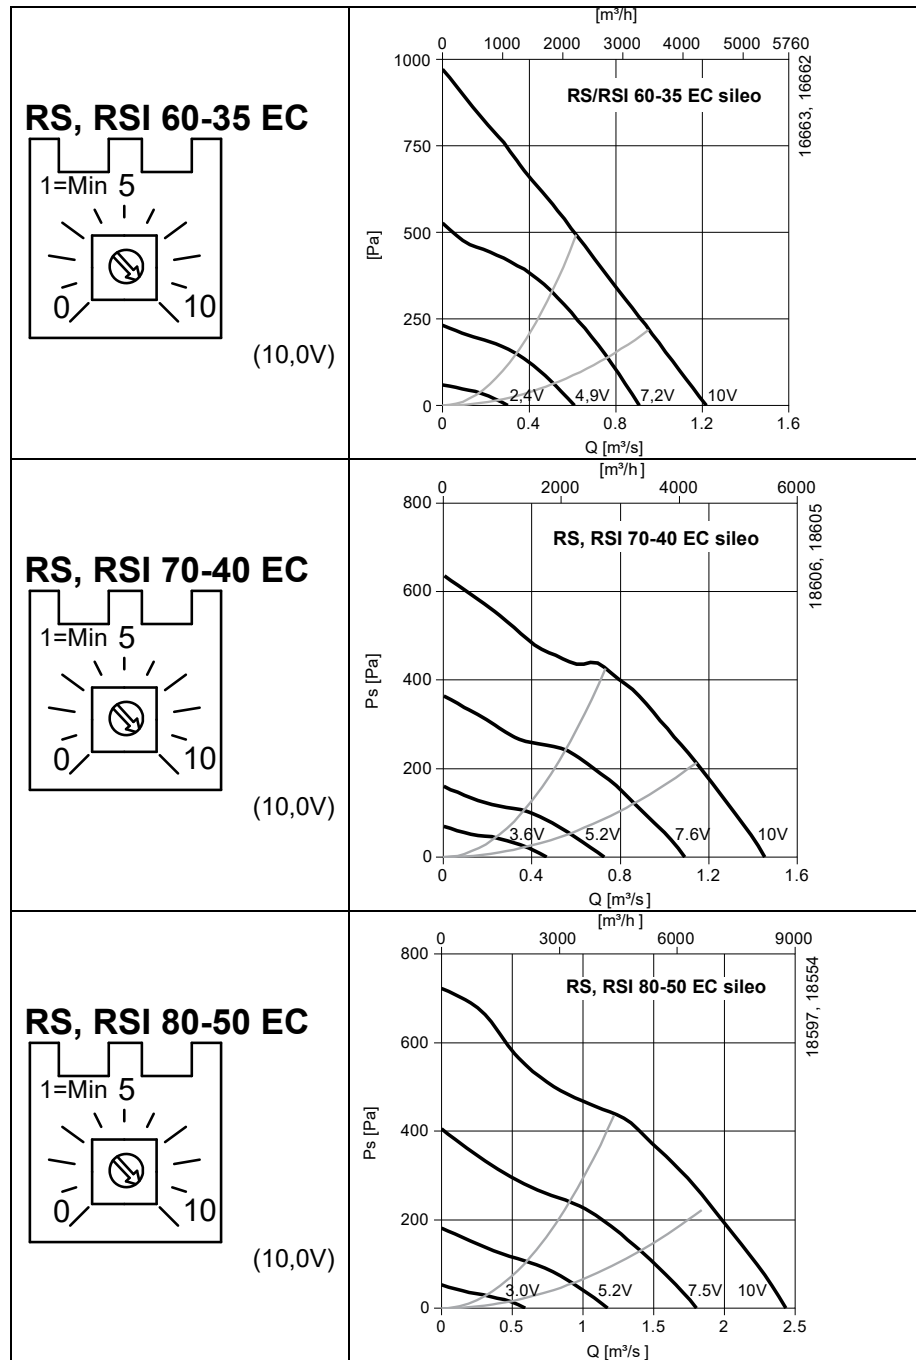 RS, RSI 60-35 EC
1=Min 5
0 10
(10,0V)
[m³/h]
0 1000 2000 3000 4000 5000 5760
RS/RSI 60-35 EC sileo
16663, 16662
1000
750
500
250
0
[Pa]
2,4V 4,9V 7,2V 10V
0 0.4 0.8 1.2 1.6
Q [m³/s]
RS, RSI 70-40 EC
1=Min 5
0 10
(10,0V)
[m³/h ]
0 2000 4000 6000
RS, RSI 70-40 EC sileo
18606, 18605
800
600
400
200
0
Ps [Pa]
3.6V 5.2V 7.6V 10V
0 0.4 0.8 1.2 1.6
Q [m³/s ]
RS, RSI 80-50 EC
1=Min 5
0 10
(10,0V)
[m³/h ]
0 3000 6000 9000
RS, RSI 80-50 EC sileo
18597, 18554
800
600
400
200
0
Ps [Pa]
3.0V 5.2V 7.5V 10V
0 0.5 1 1.5 2 2.5
Q [m³/s ]